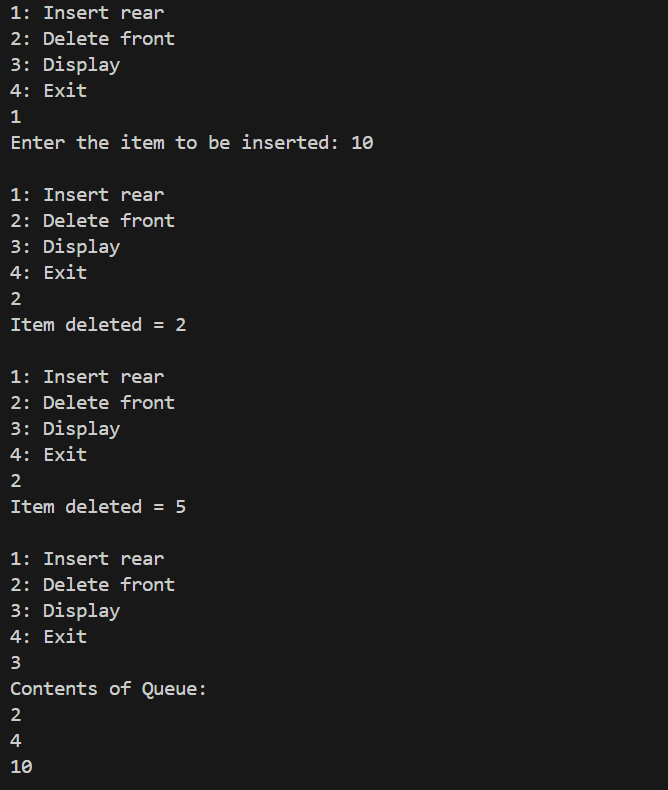 1: Insert rear
2: Delete front
3: Display
4: Exit
1
Enter the item to be inserted: 10

1: Insert rear
2: Delete front
3: Display
4: Exit
2
Item deleted = 2

1: Insert rear
2: Delete front
3: Display
4: Exit
2
Item deleted = 5

1: Insert rear
2: Delete front
3: Display
4: Exit
3
Contents of Queue:
2
4
10